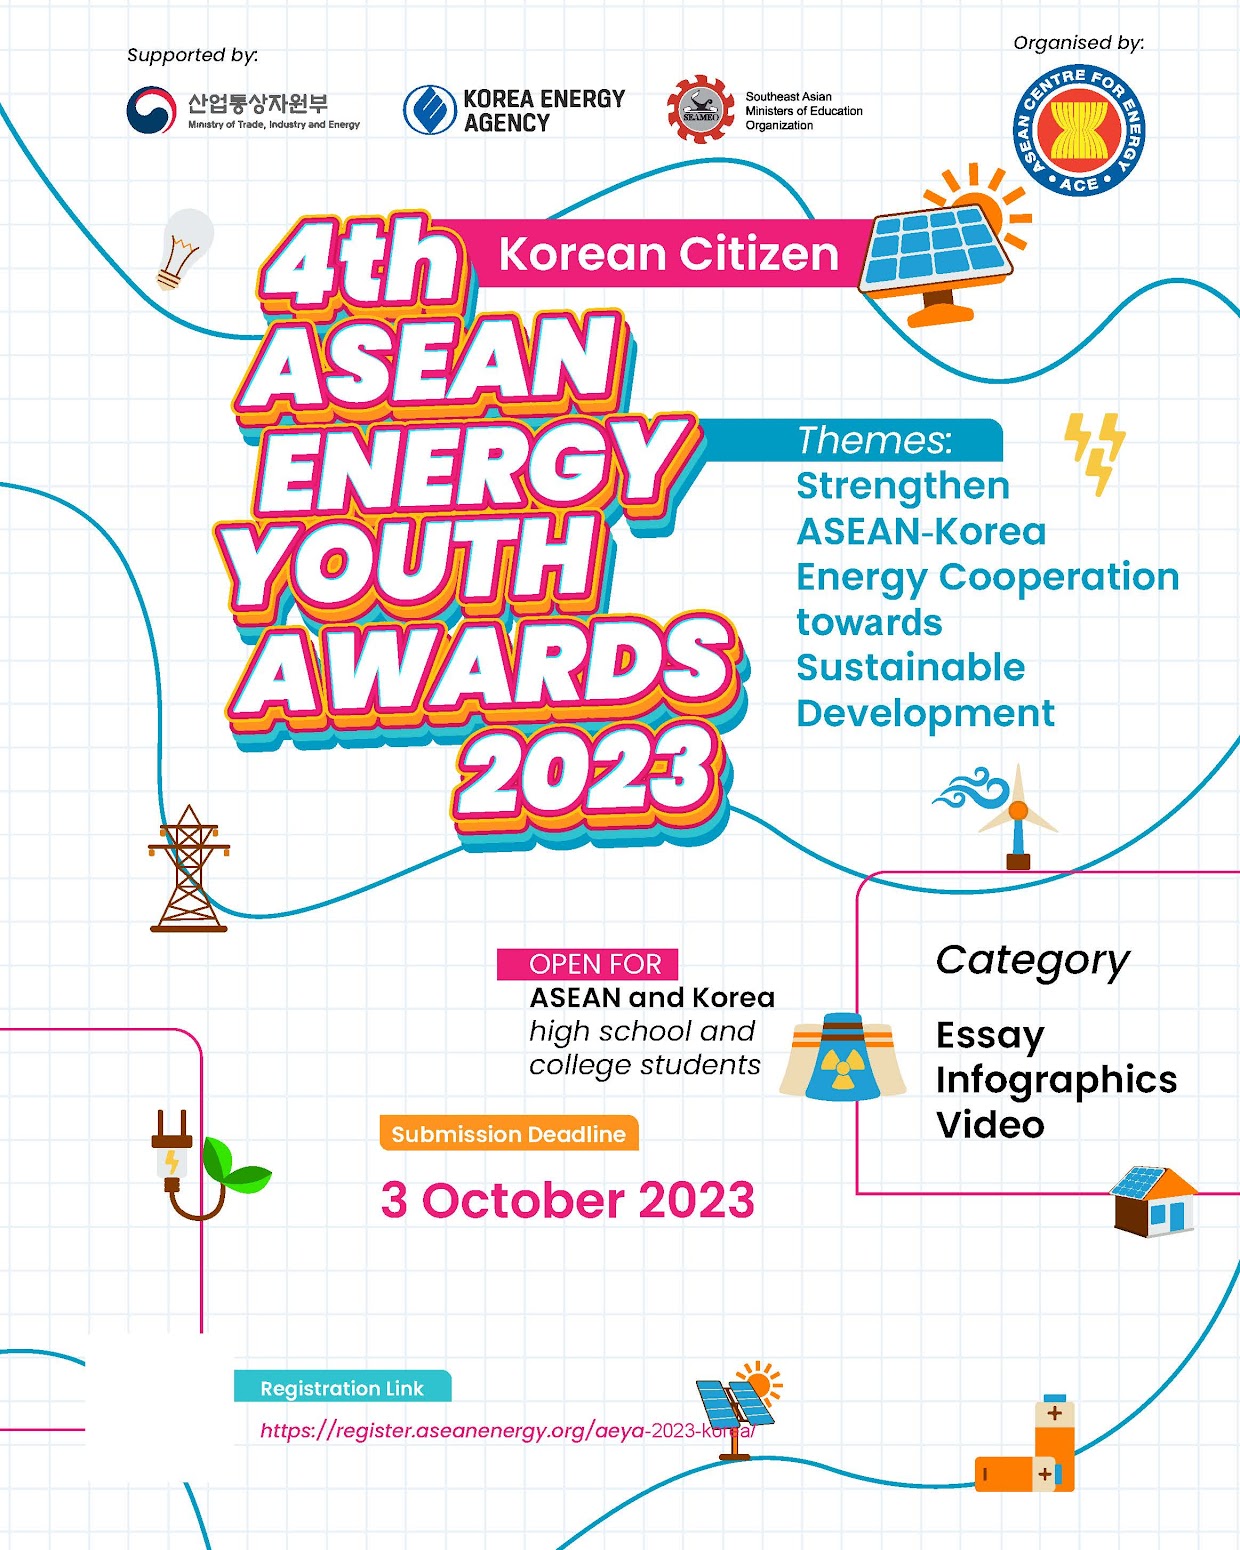 Supported by:
Organised by:
산업통상자원부
Ministry of Trade, Industry and Energy
KOREA ENERGY
AGENCY
SEAMEO
Southeast Asian
Ministers of Education
Organization
ASEAN CENTRE FOR ENERGY
• ACE •
4th
Korean Citizen
ASEAN
ENERGY
YOUTH
AWARDS
2023
Themes:
Strengthen
ASEAN-Korea
Energy Cooperation
towards
Sustainable
Development
OPEN FOR
ASEAN and Korea
high school and
college students
Category
Essay
Infographics
Video
Submission Deadline
3 October 2023
Registration Link
https://register.aseanenergy.org/aeya-2023-korea/